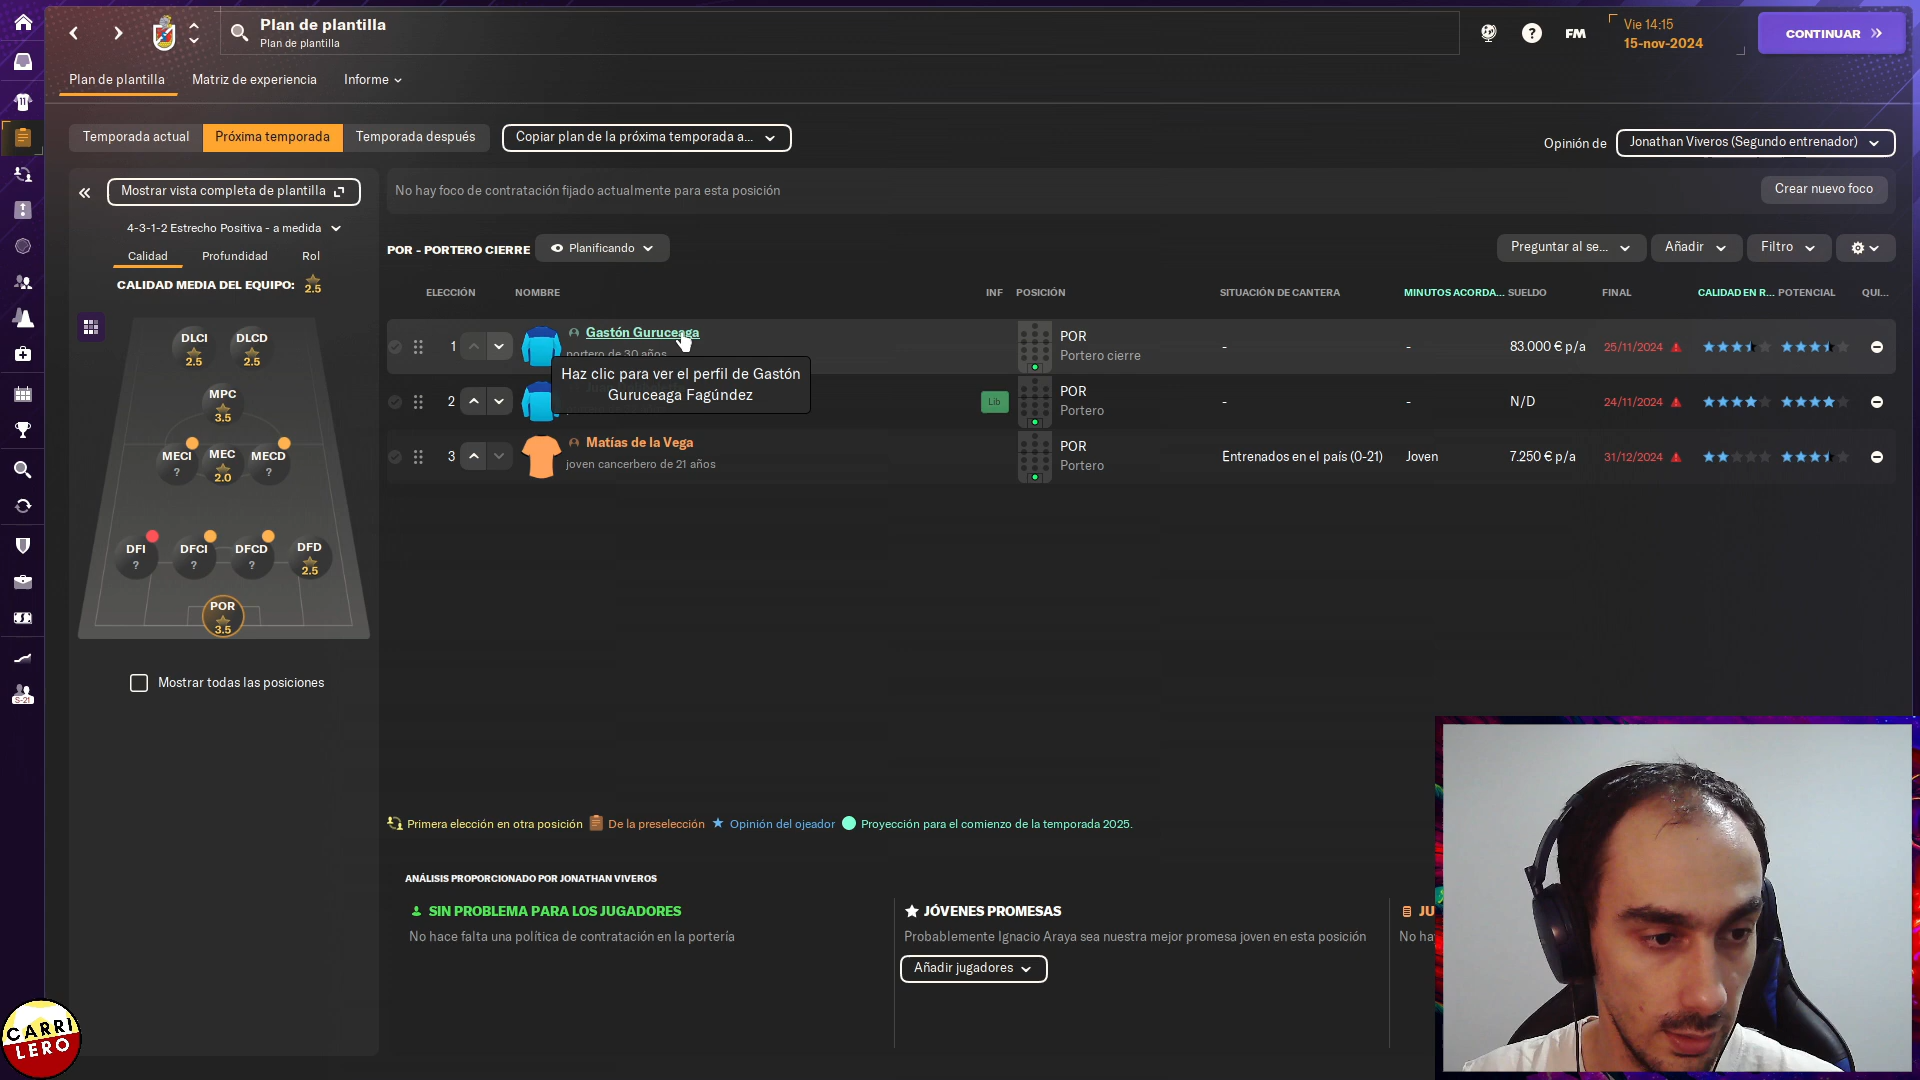 Plan de plantilla
Plan de plantilla
FM
Vie 14:15
15-nov-2024
CONTINUAR
Plan de plantilla
Matriz de experiencia
Informe
Temporada actual
Próxima temporada
Temporada después
Copiar plan de la próxima temporada a...
Opinión de
Jonathan Viveros (Segundo entrenador)
Mostrar vista completa de plantilla
No hay foco de contratación fijado actualmente para esta posición
Crear nuevo foco
4-3-1-2 Estrecho Positiva - a medida
Calidad
Profundidad
Rol
CALIDAD MEDIA DEL EQUIPO:
2.5
POR - PORTERO CIERRE
Planificando
Preguntar al se...
Añadir
Filtro
ELECCIÓN
NOMBRE
INF
POSICIÓN
SITUACIÓN DE CANTERA
MINUTOS ACORDA...
SUELDO
FINAL
CALIDAD EN R...
POTENCIAL
QUI...
1
Gastón Guruceaga
portero de 30 años
POR
Portero cierre
-
-
83.000 € p/a
25/11/2024
Haz clic para ver el perfil de Gastón
Guruceaga Fagúndez
2
Lib
POR
Portero
-
-
N/D
24/11/2024
3
Matías de la Vega
joven cancerbero de 21 años
POR
Portero
Entrenados en el país (0-21)
Joven
7.250 € p/a
31/12/2024
DLCI
2.5
DLCD
2.5
MPC
3.5
MECI
?
MEC
2.0
MECD
?
DFI
?
DFCI
?
DFCD
?
DFD
2.5
POR
3.5
Mostrar todas las posiciones
S-21
Primera elección en otra posición
De la preselección
Opinión del ojeador
Proyección para el comienzo de la temporada 2025.
ANÁLISIS PROPORCIONADO POR JONATHAN VIVEROS
SIN PROBLEMA PARA LOS JUGADORES
No hace falta una política de contratación en la portería
JÓVENES PROMESAS
Probablemente Ignacio Araya sea nuestra mejor promesa joven en esta posición
Añadir jugadores
JU
No ha
CARRI
LERO